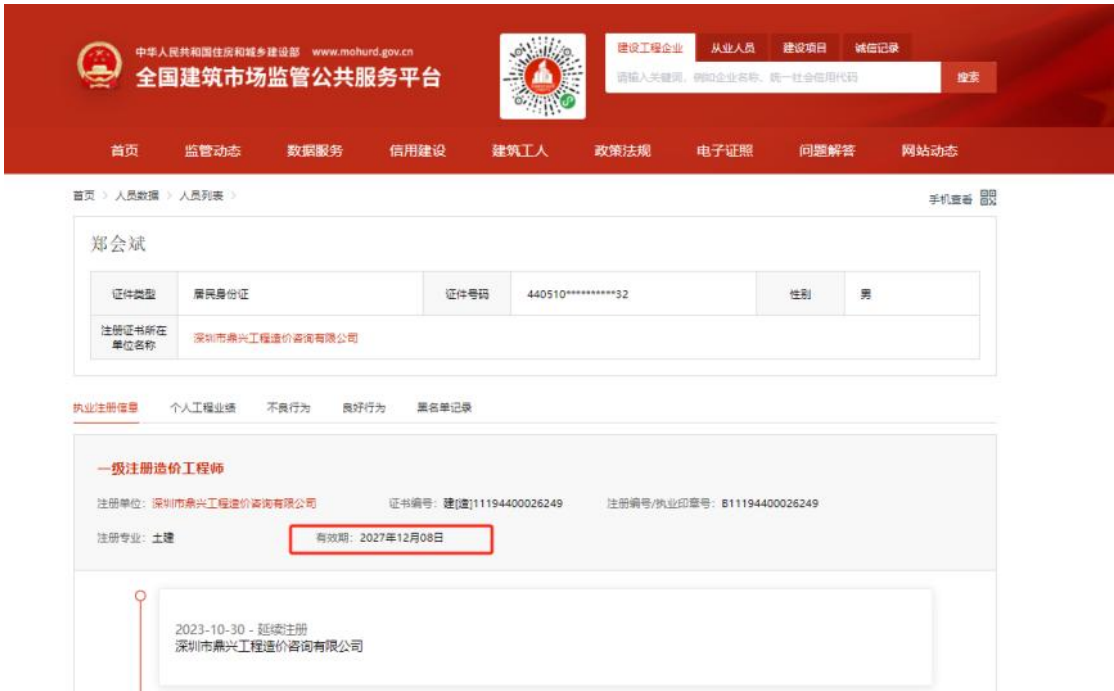 中华人民共和国住房和城乡建设部 www.mohurd.gov.cn
全国建筑市场监管公共服务平台
建设工程企业 从业人员 建设项目 诚信记录
请输入关键词，例如企业名称、统一社会信用代码 搜索
首页 监管动态 数据服务 信用建设 建筑工人 政策法规 电子证照 问题解答 网站动态
首页 > 人员数据 > 人员列表 >
手机查看
郑会斌
证件类型 居民身份证 证件号码 440510**********32 性别 男
注册证书所在
单位名称
深圳市鼎兴工程造价咨询有限公司
执业注册信息 个人工程业绩 不良行为 良好行为 黑名单记录
一级注册造价工程师
注册单位：深圳市鼎兴工程造价咨询有限公司 证书编号：建[造]11194400026249 注册编号/执业印章号：B11194400026249
注册专业：土建 有效期：2027年12月08日
2023-10-30 - 延续注册
深圳市鼎兴工程造价咨询有限公司